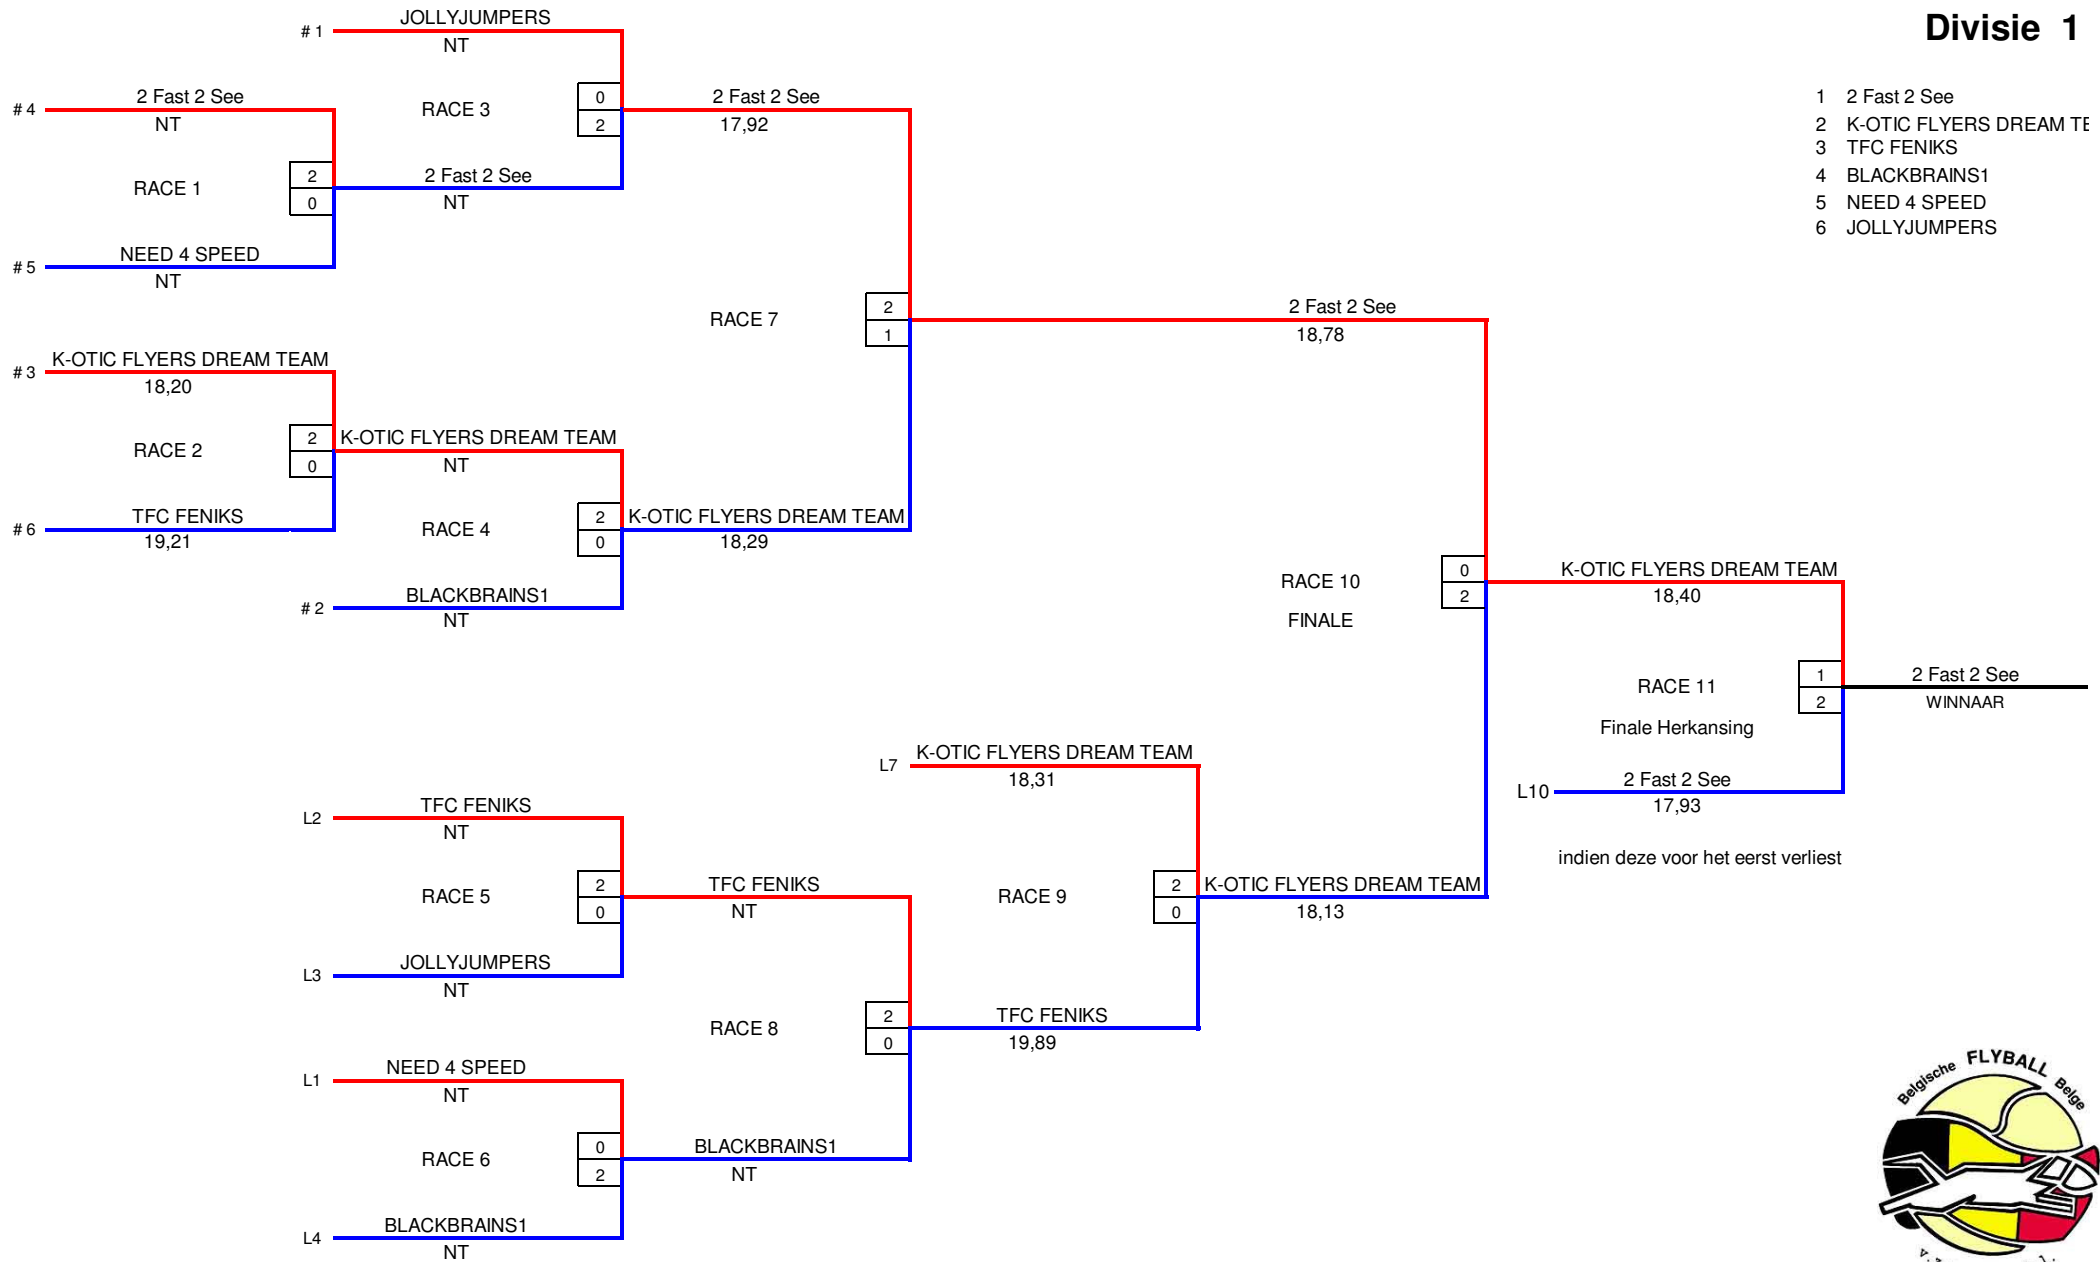 Divisie 1
# 1
JOLLYJUMPERS
NT
# 4
2 Fast 2 See
NT
RACE 3
0
2
2 Fast 2 See
17,92
RACE 1
2
0
2 Fast 2 See
NT
# 5
NEED 4 SPEED
NT
1 2 Fast 2 See
2 K-OTIC FLYERS DREAM TE
3 TFC FENIKS
4 BLACKBRAINS1
5 NEED 4 SPEED
6 JOLLYJUMPERS
RACE 7
2
1
2 Fast 2 See
18,78
# 3
K-OTIC FLYERS DREAM TEAM
18,20
RACE 2
2
0
K-OTIC FLYERS DREAM TEAM
NT
# 6
TFC FENIKS
19,21
RACE 4
2
0
K-OTIC FLYERS DREAM TEAM
18,29
# 2
BLACKBRAINS1
NT
RACE 10
FINALE
0
2
K-OTIC FLYERS DREAM TEAM
18,40
RACE 11
Finale Herkansing
1
2
2 Fast 2 See
WINNAAR
L10
2 Fast 2 See
17,93
indien deze voor het eerst verliest
L7
K-OTIC FLYERS DREAM TEAM
18,31
L2
TFC FENIKS
NT
RACE 5
2
0
TFC FENIKS
NT
RACE 9
2
0
K-OTIC FLYERS DREAM TEAM
18,13
L3
JOLLYJUMPERS
NT
RACE 8
2
0
TFC FENIKS
19,89
L1
NEED 4 SPEED
NT
RACE 6
0
2
BLACKBRAINS1
NT
L4
BLACKBRAINS1
NT
Belgische FLYBALL Belge